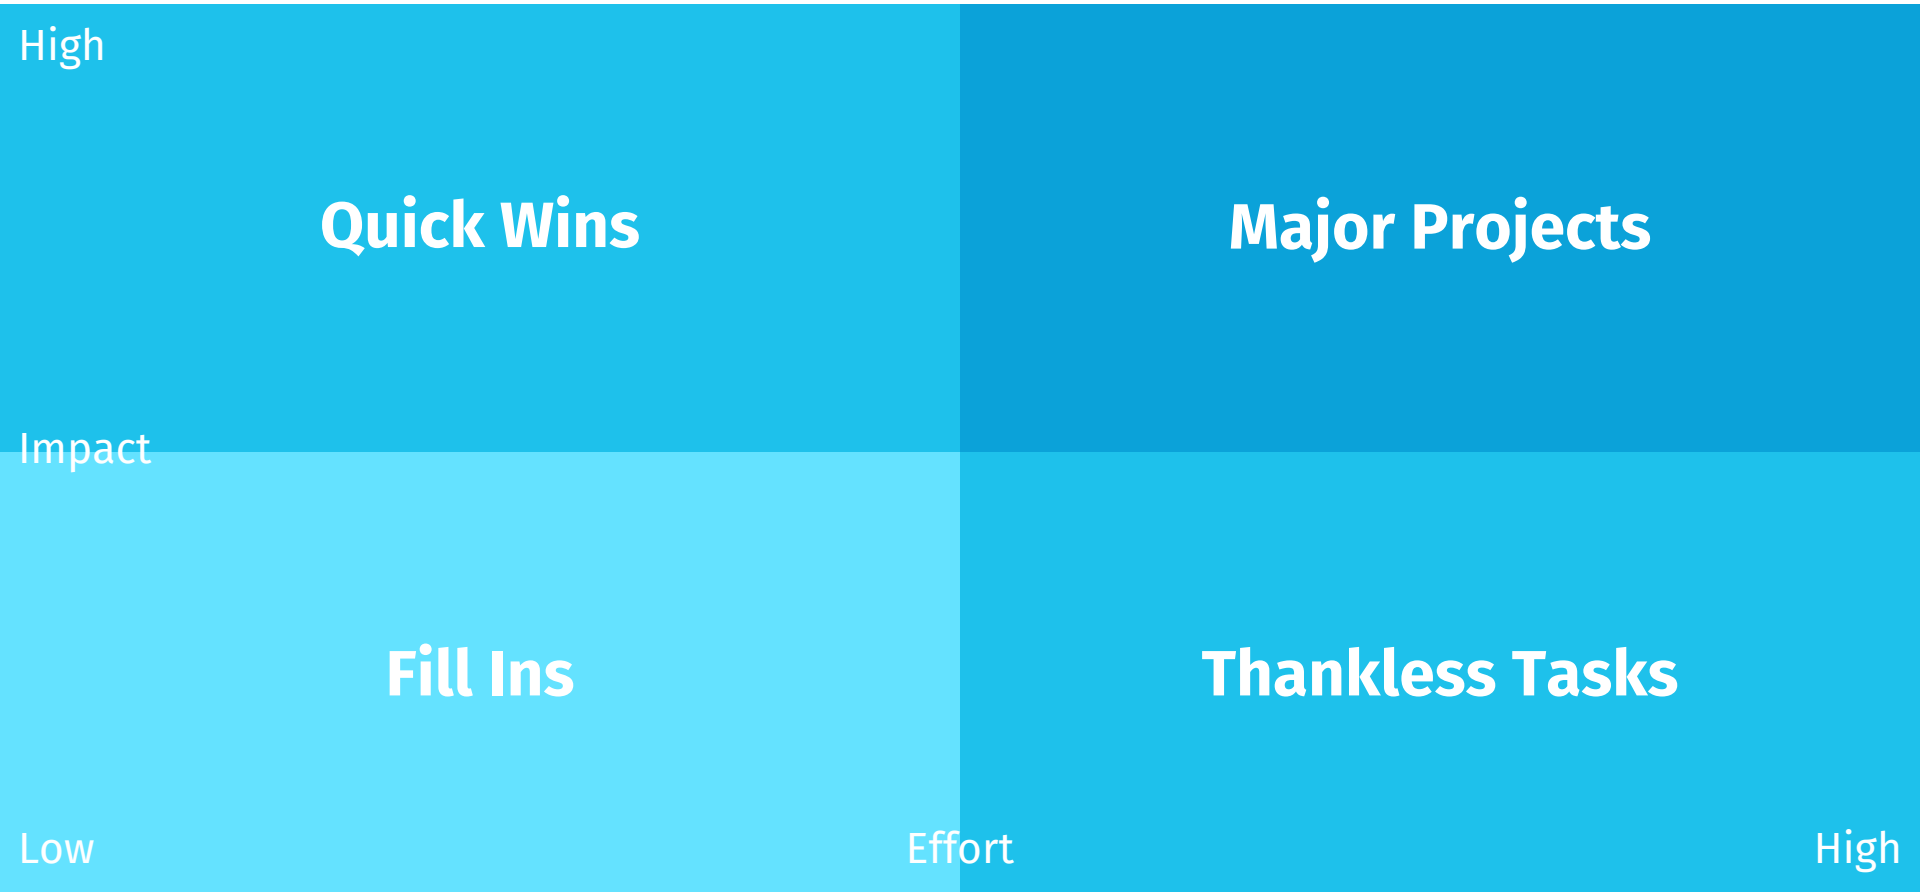 High
Quick Wins
Major Projects
Impact
Fill Ins
Thankless Tasks
Low
Effort
High